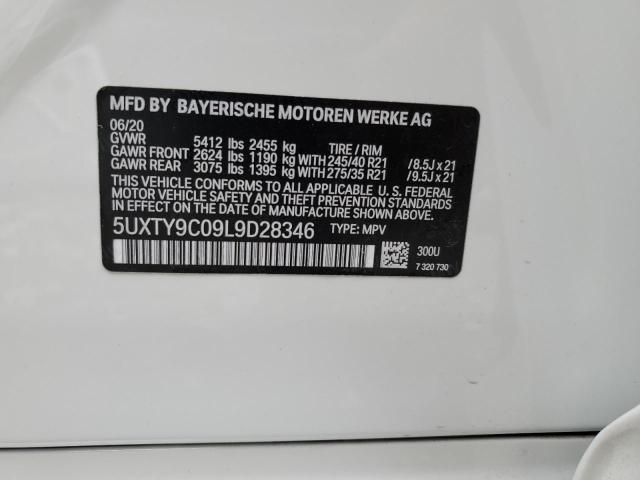 MFD BY BAYERISCHE MOTOREN WERKE AG
06/20
GVWR 5412 lbs 2455 kg TIRE / RIM
GAWR FRONT 2624 lbs 1190 kg WITH 245/40 R21 /8.5J x 21
GAWR REAR 3075 lbs 1395 kg WITH 275/35 R21 /9.5J x 21
THIS VEHICLE CONFORMS TO ALL APPLICABLE U. S. FEDERAL
MOTOR VEHICLE SAFETY AND THEFT PREVENTION STANDARDS
IN EFFECT ON THE DATE OF MANUFACTURE SHOWN ABOVE.
5UXTY9C09L9D28346 TYPE: MPV
300U
7 320 730